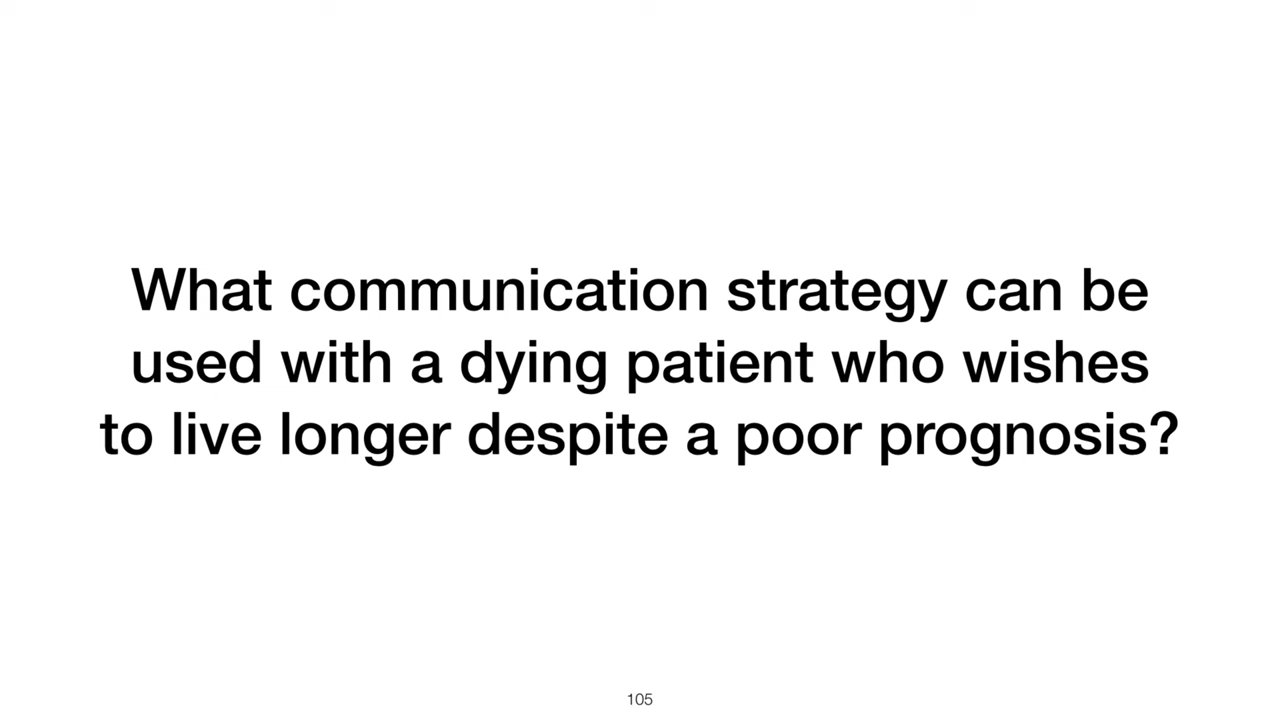 What communication strategy can be
used with a dying patient who wishes
to live longer despite a poor prognosis?
105